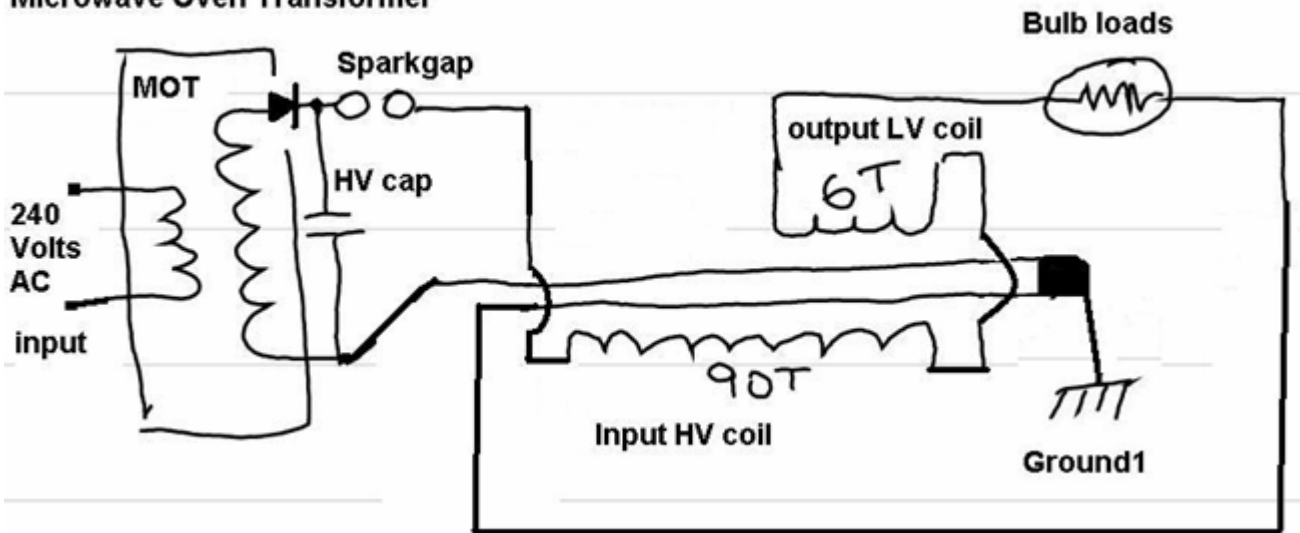 Microwave Oven Transformer
Bulb loads
Sparkgap
MOT
output LV coil
6T
HV cap
240
Volts
AC
input
90T
Input HV coil
Ground1